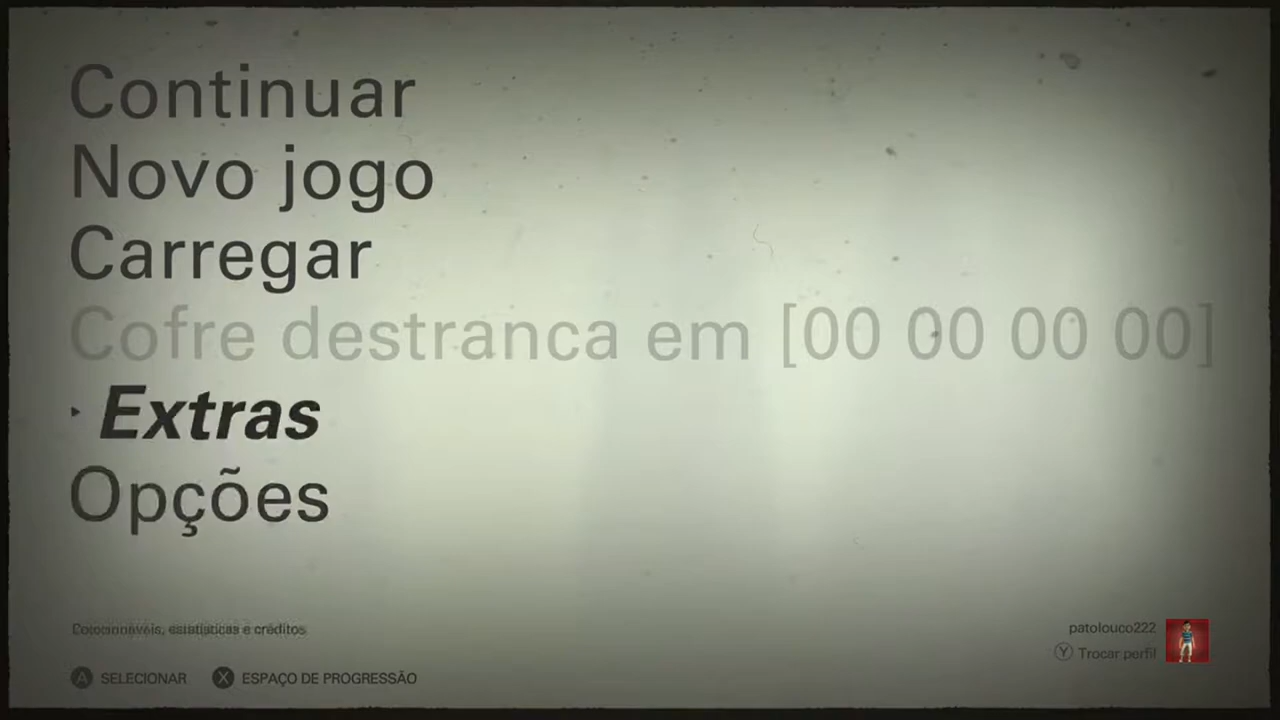 Continuar
Novo jogo
Carregar
Cofre destranca em [00 00 00 00]
Extras
Opções
Colecionáveis, estatísticas e créditos
patolouco222
Y Trocar perfil
A SELECIONAR X ESPAÇO DE PROGRESSÃO